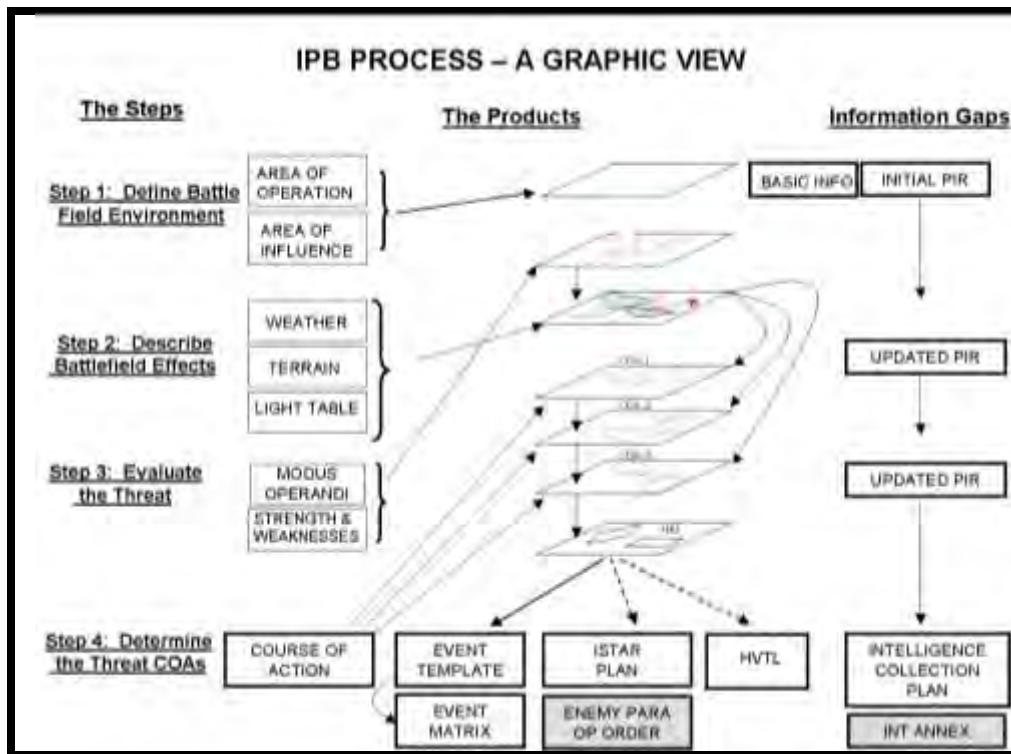 IPB PROCESS – A GRAPHIC VIEW
The Steps
The Products
Information Gaps
Step 1: Define Battle
Field Environment
AREA OF
OPERATION
AREA OF
INFLUENCE
BASIC INFO
INITIAL PIR
Step 2: Describe
Battlefield Effects
WEATHER
TERRAIN
LIGHT TABLE
UPDATED PIR
Step 3: Evaluate
the Threat
MODUS
OPERANDI
STRENGTH &
WEAKNESSES
UPDATED PIR
Step 4: Determine
the Threat COAs
COURSE OF
ACTION
EVENT
TEMPLATE
EVENT
MATRIX
ISTAR
PLAN
ENEMY PARA
OP ORDER
HVTL
INTELLIGENCE
COLLECTION
PLAN
INT ANNEX